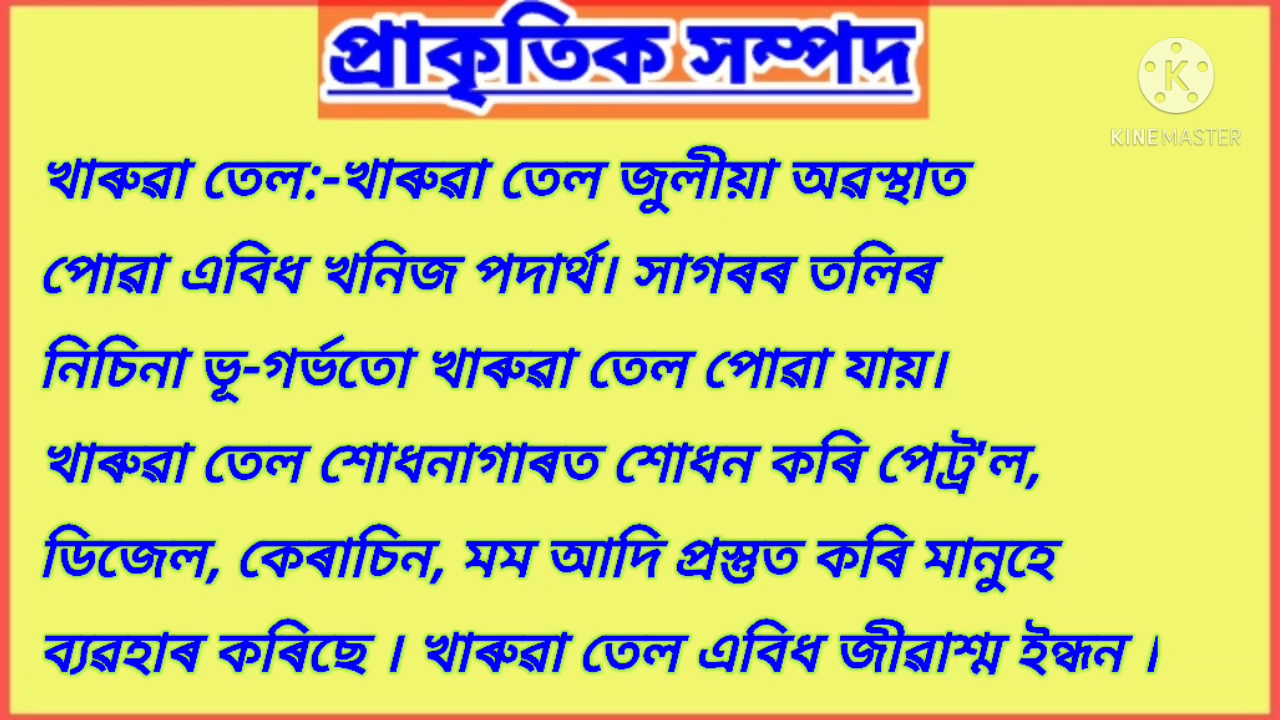 প্ৰাকৃতিক সম্পদ
KINEMASTER
খাৰুৱা তেল:-খাৰুৱা তেল জুলীয়া অৱস্থাত
পোৱা এবিধ খনিজ পদাৰ্থ। সাগৰৰ তলিৰ
নিচিনা ভূ-গৰ্ভতো খাৰুৱা তেল পোৱা যায়।
খাৰুৱা তেল শোধনাগাৰত শোধন কৰি পেট্ৰ'ল,
ডিজেল, কেৰাচিন, মম আদি প্ৰস্তুত কৰি মানুহে
ব্যৱহাৰ কৰিছে । খাৰুৱা তেল এবিধ জীৱাশ্ম ইন্ধন ।